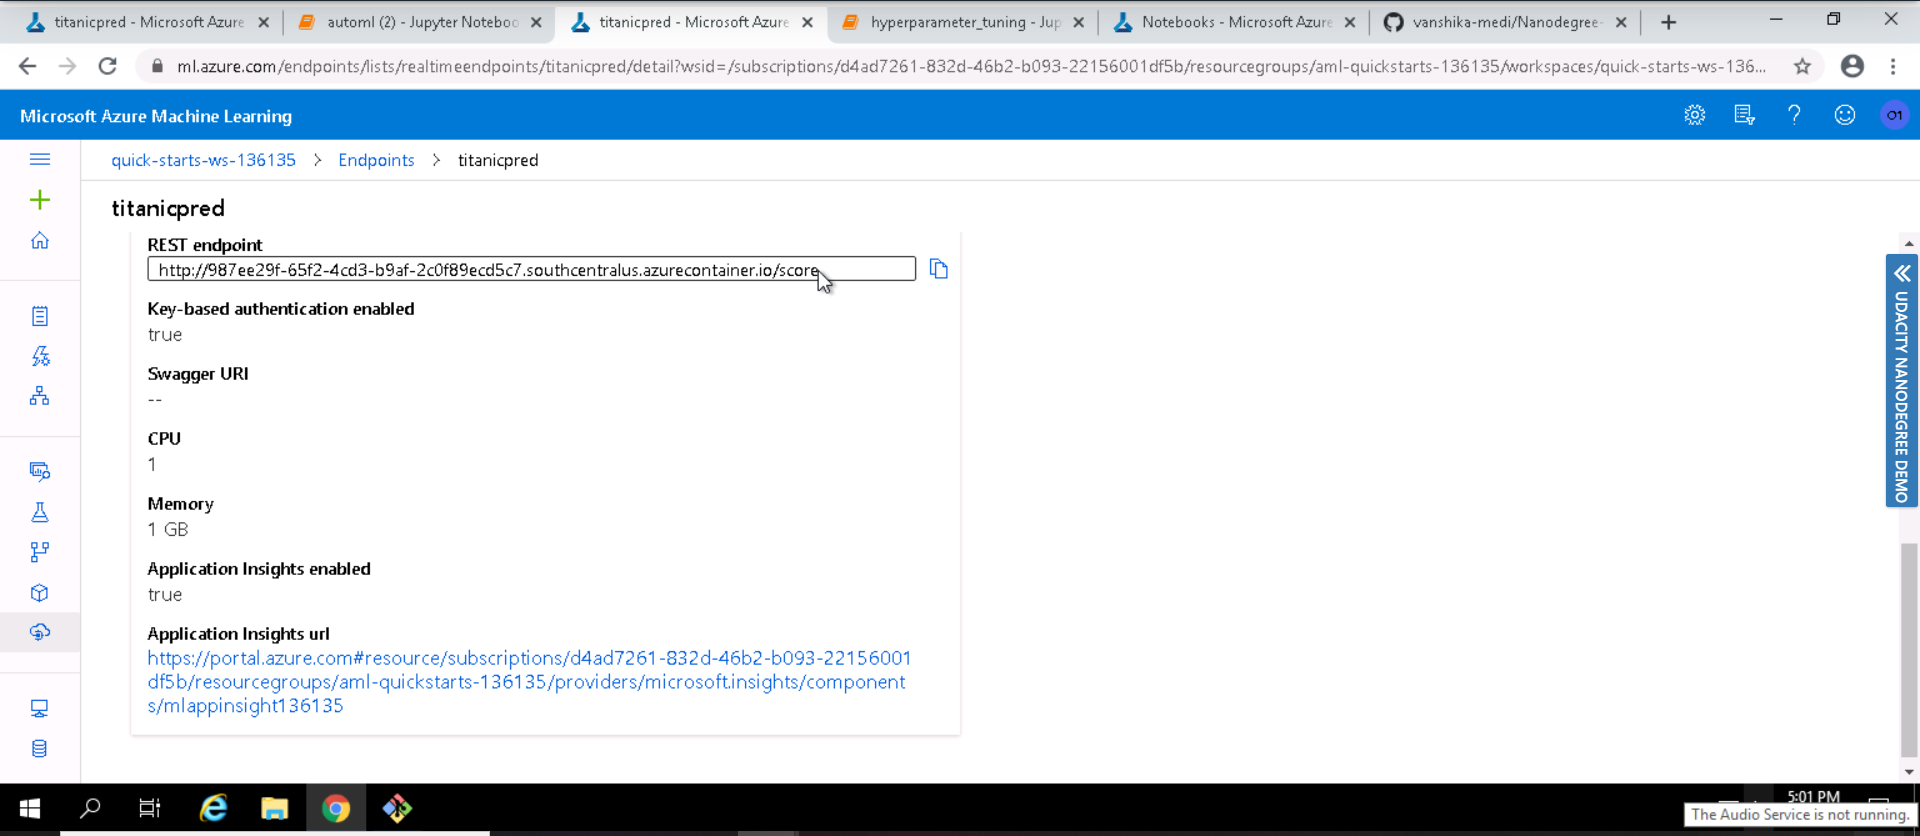 titanicpred - Microsoft Azure
automl (2) - Jupyter Noteboo
titanicpred - Microsoft Azure
hyperparameter_tuning - Jup
Notebooks - Microsoft Azure
vanshika-medi/Nanodegree-
ml.azure.com/endpoints/lists/realtimeendpoints/titanicpred/detail?wsid=/subscriptions/d4ad7261-832d-46b2-b093-22156001df5b/resourcegroups/aml-quickstarts-136135/workspaces/quick-starts-ws-136...
Microsoft Azure Machine Learning
O1
quick-starts-ws-136135 > Endpoints > titanicpred
titanicpred
REST endpoint
http://987ee29f-65f2-4cd3-b9af-2c0f89ecd5c7.southcentralus.azurecontainer.io/score
Key-based authentication enabled
true
Swagger URI
--
CPU
1
Memory
1 GB
Application Insights enabled
true
Application Insights url
https://portal.azure.com#resource/subscriptions/d4ad7261-832d-46b2-b093-22156001
df5b/resourcegroups/aml-quickstarts-136135/providers/microsoft.insights/component
s/mlappinsight136135
UDACITY NANODEGREE DEMO
5:01 PM
The Audio Service is not running.